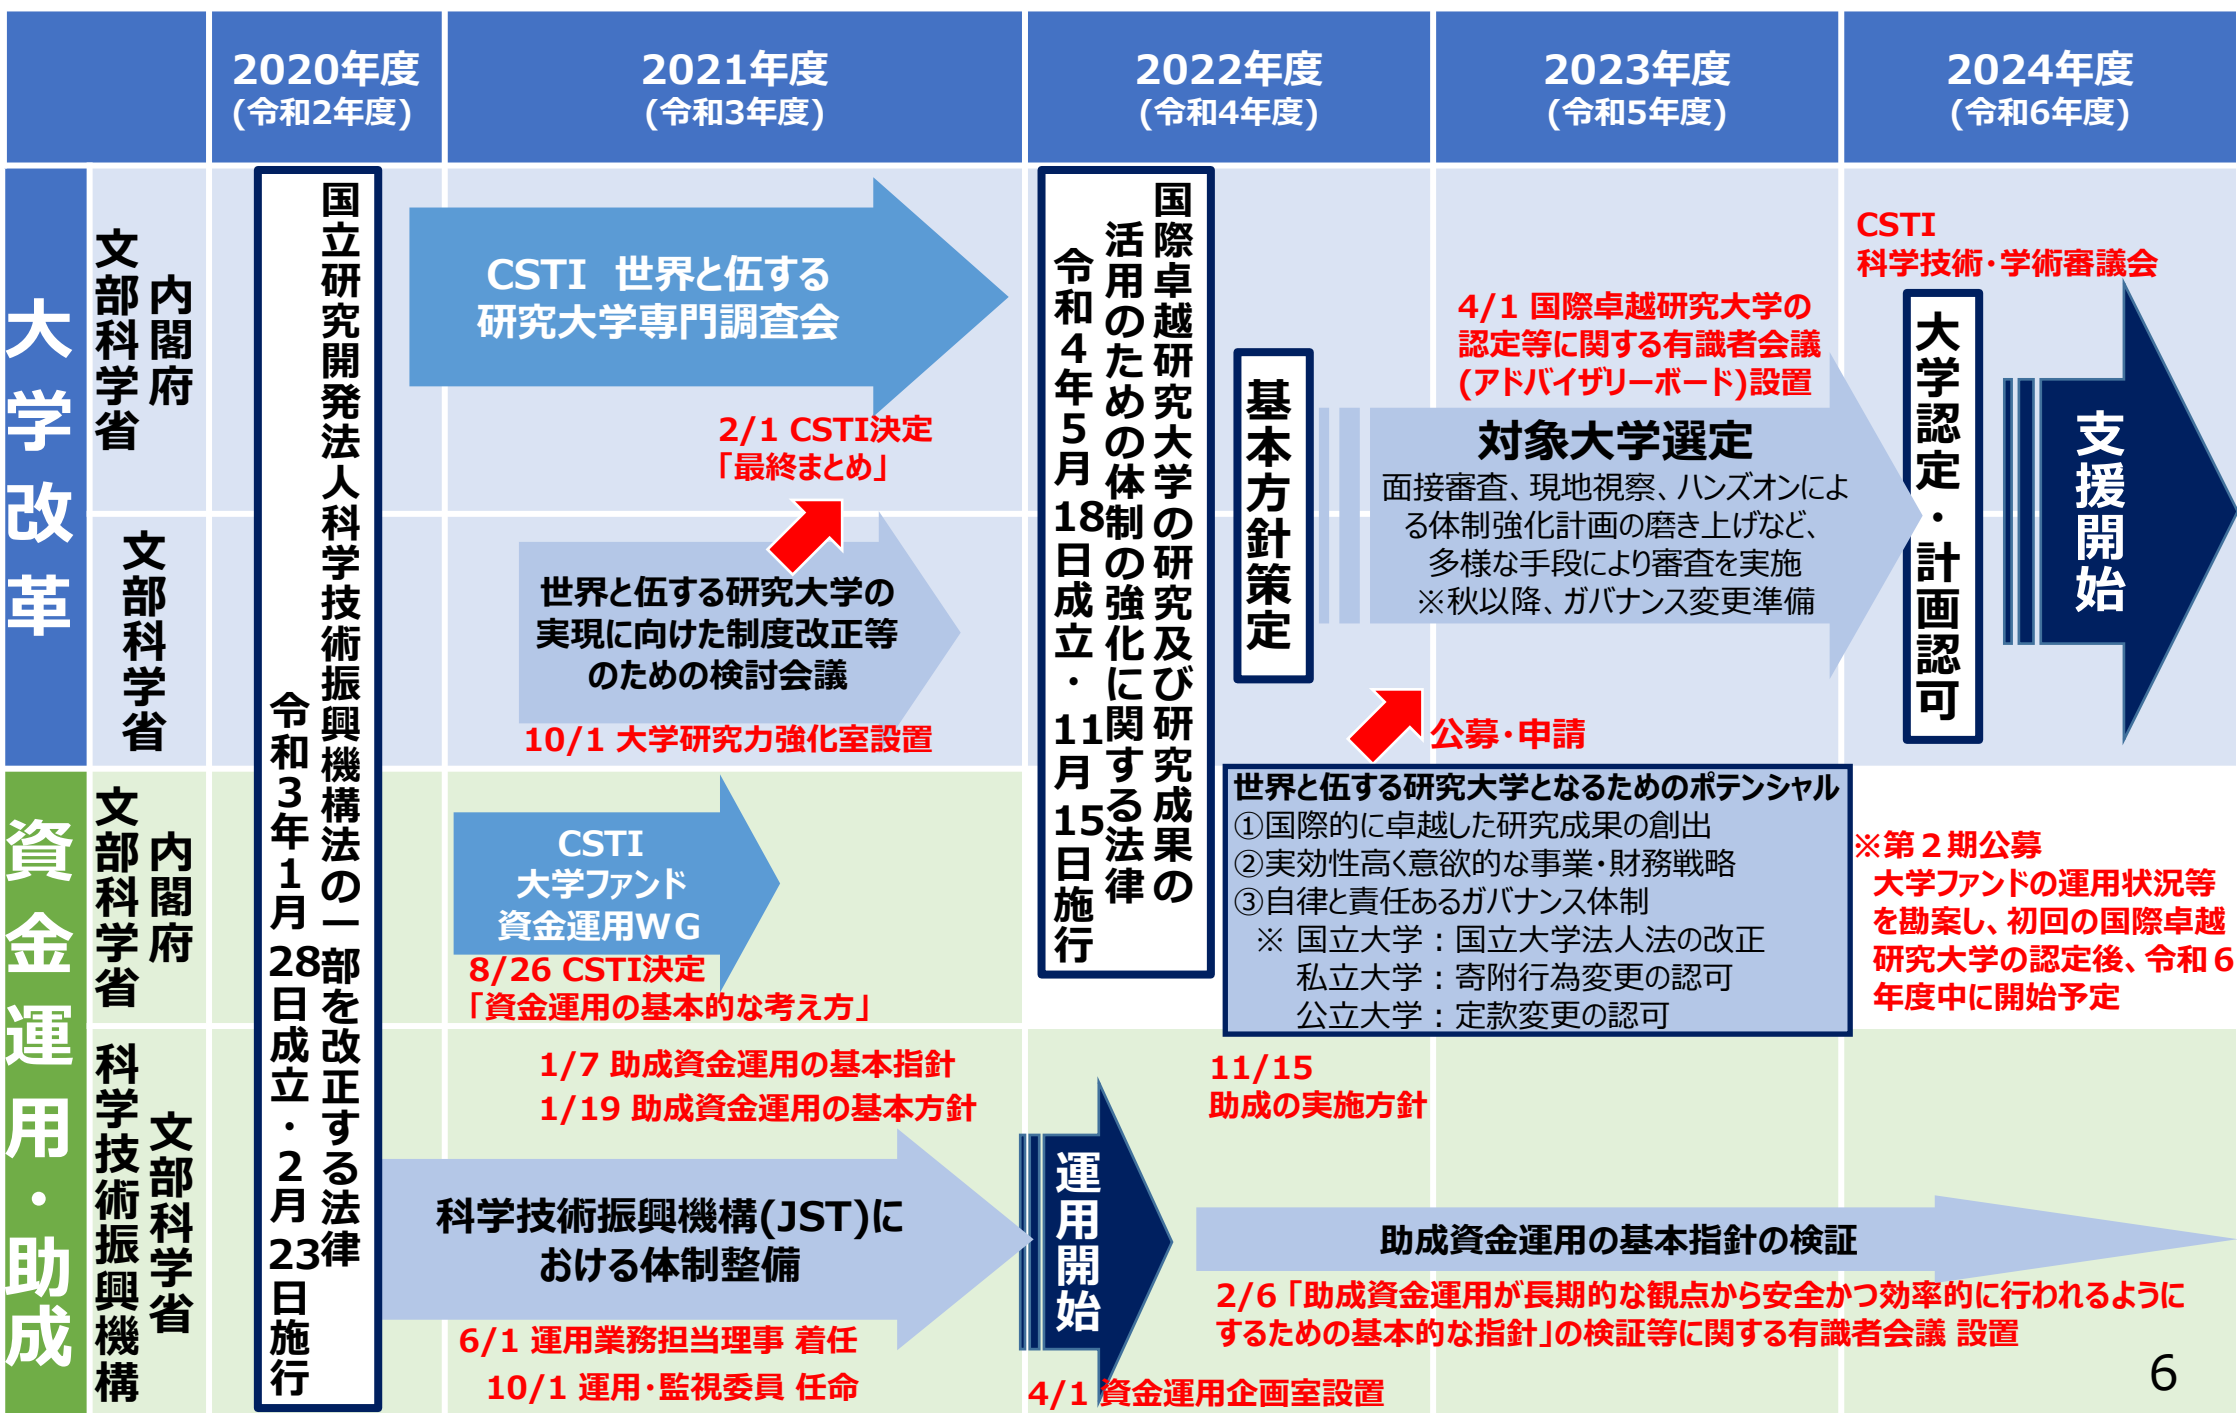 2020年度
(令和2年度)
2021年度
(令和3年度)
2022年度
(令和4年度)
2023年度
(令和5年度)
2024年度
(令和6年度)
大学改革
内閣府
文部科学省
文部科学省
資金運用・助成
内閣府
文部科学省
文部科学省
科学技術振興機構
国立研究開発法人科学技術振興機構法の一部を改正する法律
令和3年1月28日成立・2月23日施行
CSTI 世界と伍する
研究大学専門調査会
2/1 CSTI決定
「最終まとめ」
世界と伍する研究大学の
実現に向けた制度改正等
のための検討会議
10/1 大学研究力強化室設置
国際卓越研究大学の研究及び研究成果の
活用のための体制の強化に関する法律
令和4年5月18日成立・11月15日施行
基本方針策定
4/1 国際卓越研究大学の
認定等に関する有識者会議
(アドバイザリーボード)設置
対象大学選定
面接審査、現地視察、ハンズオンによ
る体制強化計画の磨き上げなど、
多様な手段により審査を実施
※秋以降、ガバナンス変更準備
公募・申請
CSTI
科学技術・学術審議会
大学認定・計画認可
支援開始
世界と伍する研究大学となるためのポテンシャル
①国際的に卓越した研究成果の創出
②実効性高く意欲的な事業・財務戦略
③自律と責任あるガバナンス体制
※ 国立大学：国立大学法人法の改正
私立大学：寄附行為変更の認可
公立大学：定款変更の認可
※第２期公募
大学ファンドの運用状況等
を勘案し、初回の国際卓越
研究大学の認定後、令和６
年度中に開始予定
CSTI
大学ファンド
資金運用WG
8/26 CSTI決定
「資金運用の基本的な考え方」
1/7 助成資金運用の基本指針
1/19 助成資金運用の基本方針
科学技術振興機構(JST)に
おける体制整備
6/1 運用業務担当理事 着任
10/1 運用・監視委員 任命
運用開始
4/1 資金運用企画室設置
11/15
助成の実施方針
助成資金運用の基本指針の検証
2/6「助成資金運用が長期的な観点から安全かつ効率的に行われるように
するための基本的な指針」の検証等に関する有識者会議 設置
6